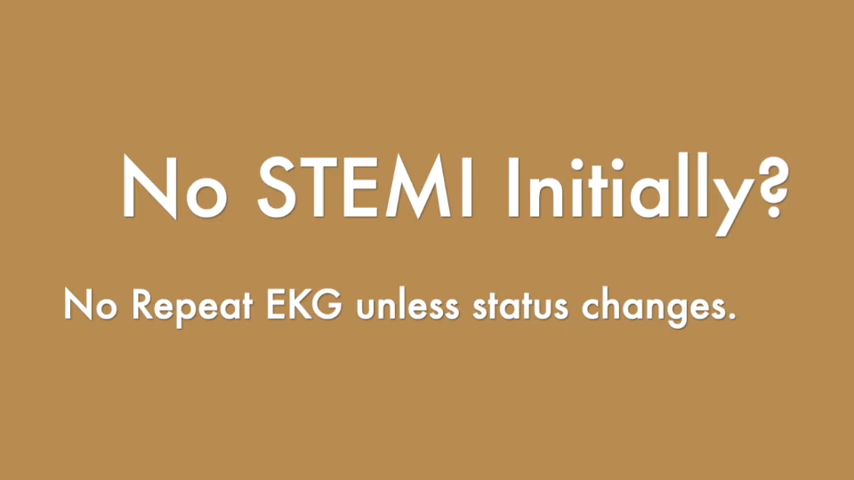 No STEMI Initially?
No Repeat EKG unless status changes.